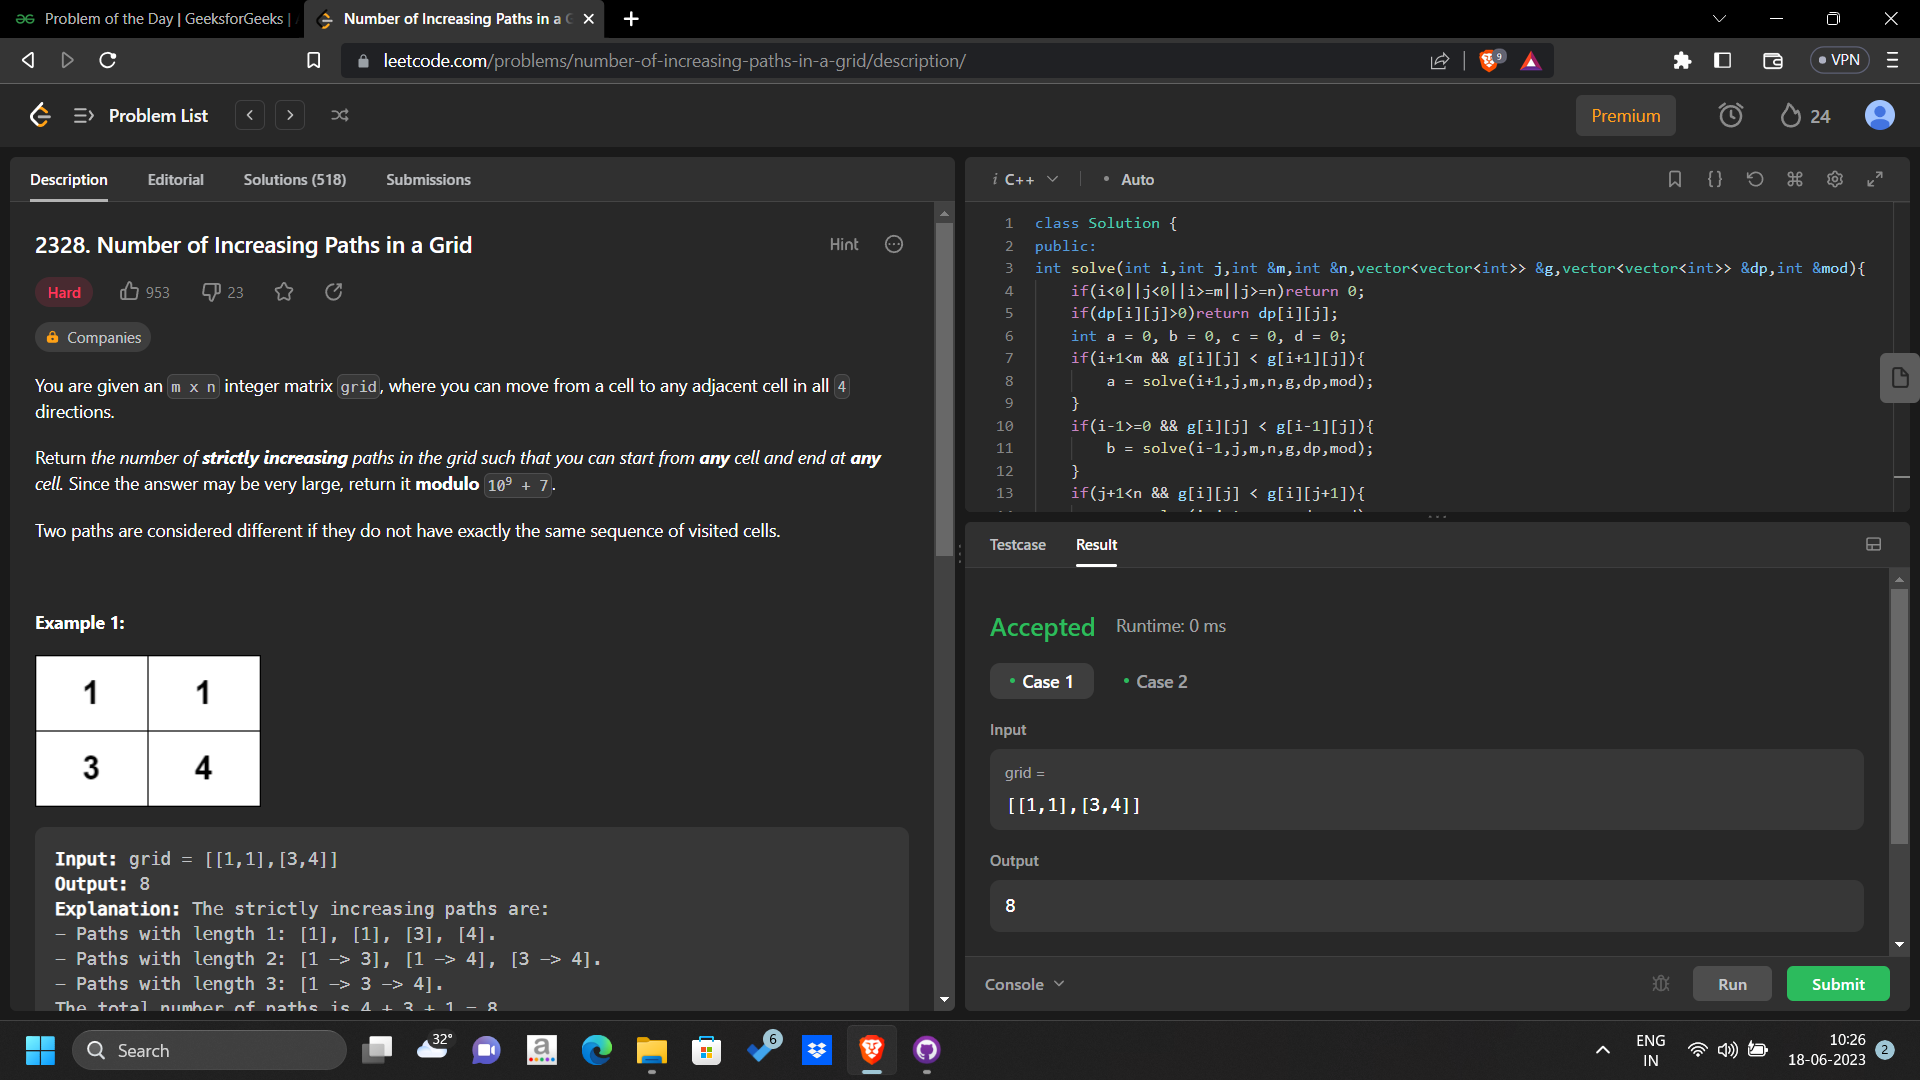 Problem of the Day | GeeksforGeeks |
Number of Increasing Paths in a G
leetcode.com/problems/number-of-increasing-paths-in-a-grid/description/
9
VPN
Problem List
Premium
24
Description
Editorial
Solutions (518)
Submissions
2328. Number of Increasing Paths in a Grid
Hint
Hard
953
23
Companies
You are given an m x n integer matrix grid, where you can move from a cell to any adjacent cell in all 4
directions.
Return the number of strictly increasing paths in the grid such that you can start from any cell and end at any
cell. Since the answer may be very large, return it modulo 10⁹ + 7.
Two paths are considered different if they do not have exactly the same sequence of visited cells.
Example 1:
1 1
3 4
Input: grid = [[1,1],[3,4]]
Output: 8
Explanation: The strictly increasing paths are:
- Paths with length 1: [1], [1], [3], [4].
- Paths with length 2: [1 -> 3], [1 -> 4], [3 -> 4].
- Paths with length 3: [1 -> 3 -> 4].
The total number of paths is 4 + 3 + 1 = 8
i C++
• Auto
1 class Solution {
2 public:
3 int solve(int i,int j,int &m,int &n,vector<vector<int>> &g,vector<vector<int>> &dp,int &mod){
4 if(i<0||j<0||i>=m||j>=n)return 0;
5 if(dp[i][j]>0)return dp[i][j];
6 int a = 0, b = 0, c = 0, d = 0;
7 if(i+1<m && g[i][j] < g[i+1][j]){
8 a = solve(i+1,j,m,n,g,dp,mod);
9 }
10 if(i-1>=0 && g[i][j] < g[i-1][j]){
11 b = solve(i-1,j,m,n,g,dp,mod);
12 }
13 if(j+1<n && g[i][j] < g[i][j+1]){
Testcase
Result
Accepted
Runtime: 0 ms
• Case 1
• Case 2
Input
grid =
[[1,1],[3,4]]
Output
8
Console
Run
Submit
Search
32°
a
6
ENG
IN
10:26
18-06-2023
2